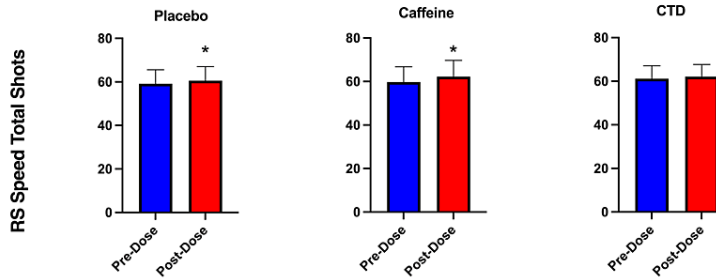 Placebo
Caffeine
CTD
RS Speed Total Shots
80
60
40
20
0
*
Pre-Dose
Post-Dose
80
60
40
20
0
*
Pre-Dose
Post-Dose
80
60
40
20
0
Pre-Dose
Post-Dose